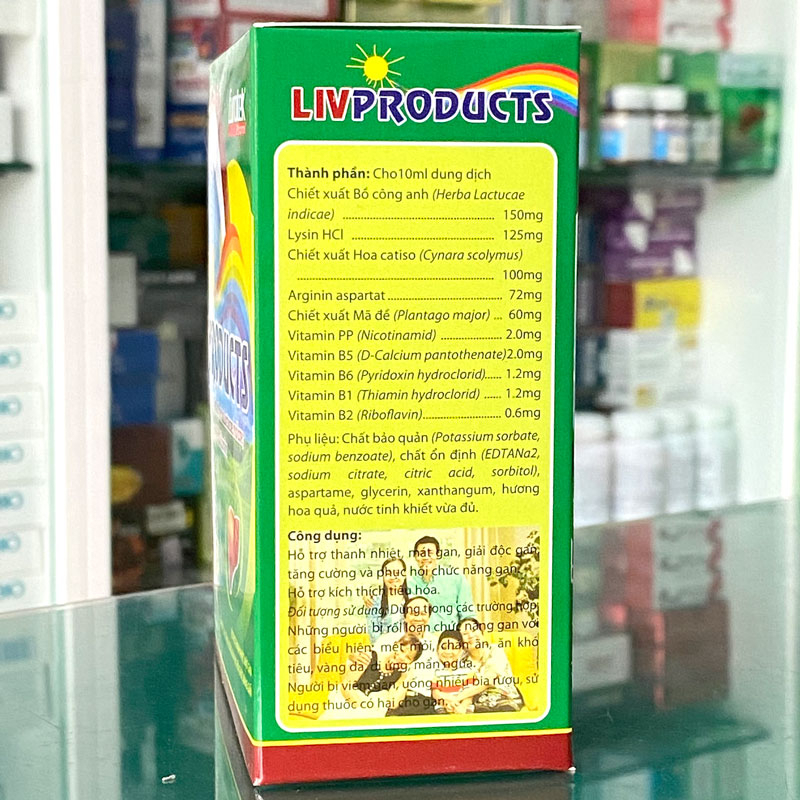 LIVPRODUCTS
Thành phần: Cho10ml dung dịch
Chiết xuất Bồ công anh (Herba Lactucae
indicae) ........................................ 150mg
Lysin HCl ........................................ 125mg
Chiết xuất Hoa catiso (Cynara scolymus)
........................................ 100mg
Arginin aspartat ............................... 72mg
Chiết xuất Mã đề (Plantago major) ... 60mg
Vitamin PP (Nicotinamid) .................. 2.0mg
Vitamin B5 (D-Calcium pantothenate)2.0mg
Vitamin B6 (Pyridoxin hydroclorid)...... 1.2mg
Vitamin B1 (Thiamin hydroclorid) ...... 1.2mg
Vitamin B2 (Riboflavin)....................... 0.6mg
Phụ liệu: Chất bảo quản (Potassium sorbate,
sodium benzoate), chất ổn định (EDTANa2,
sodium citrate, citric acid, sorbitol),
aspartame, glycerin, xanthangum, hương
hoa quả, nước tinh khiết vừa đủ.
Công dụng:
Hỗ trợ thanh nhiệt, mát gan, giải độc gan,
tăng cường và phục hồi chức năng gan.
Hỗ trợ kích thích tiêu hóa.
Đối tượng sử dụng: Dùng trong các trường hợp:
Những người bị rối loạn chức năng gan với
các biểu hiện: mệt mỏi, chán ăn, ăn khó
tiêu, vàng da, dị ứng, mẩn ngứa.
Người bị viêm gan, uống nhiều bia rượu, sử
dụng thuốc có hại cho gan.
PRODUCTS